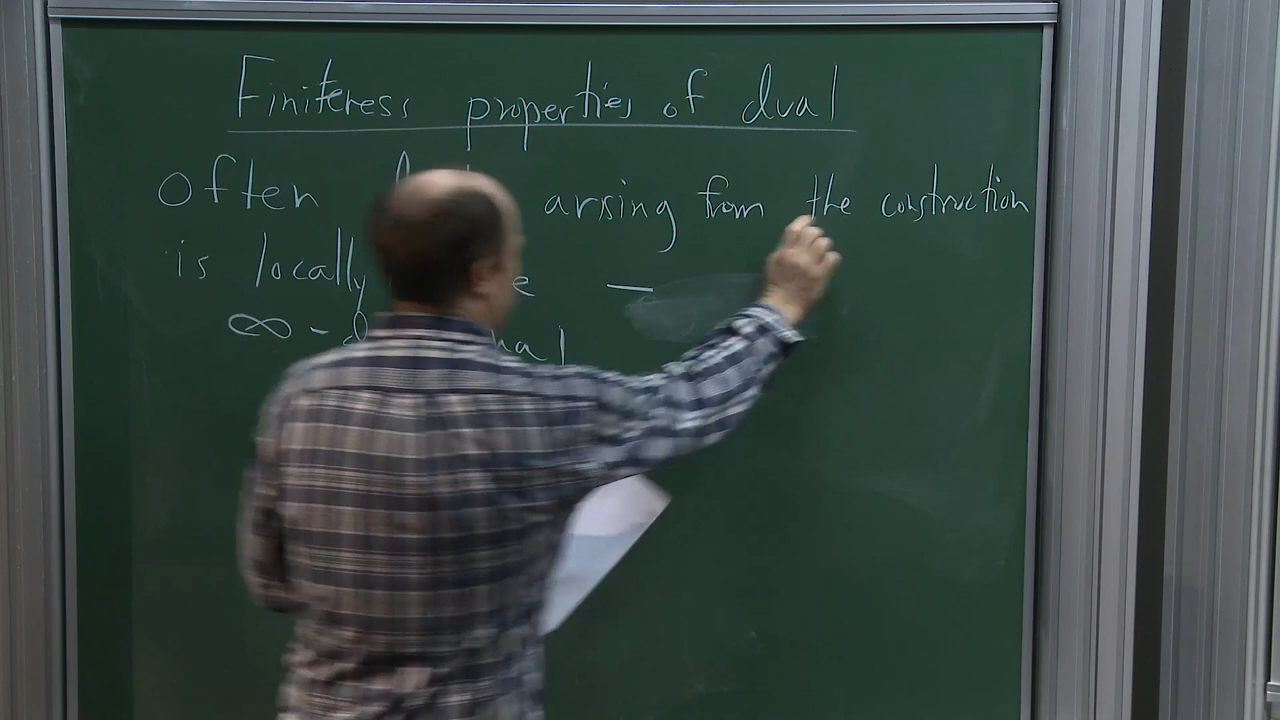 Finiteness properties of dual
Often arising from the construction
is locally —
∞ -